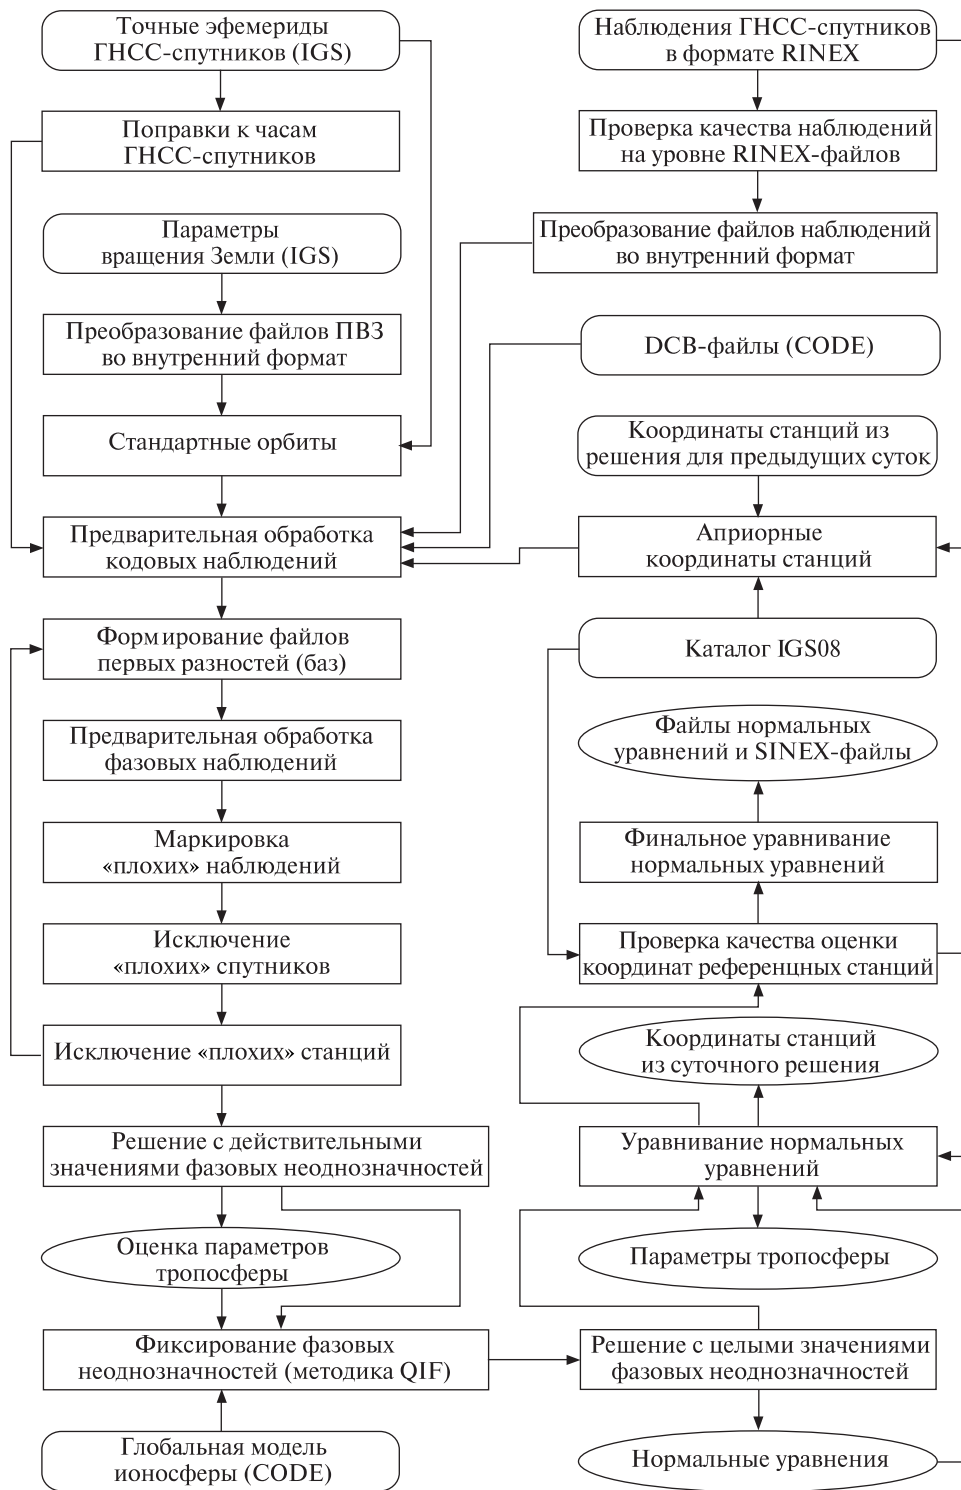 Точные эфемериды
ГНСС-спутников (IGS)
Поправки к часам
ГНСС-спутников
Параметры
вращения Земли (IGS)
Преобразование файлов ПВЗ
во внутренний формат
Стандартные орбиты
Предварительная обработка
кодовых наблюдений
Формирование файлов
первых разностей (баз)
Предварительная обработка
фазовых наблюдений
Маркировка
«плохих» наблюдений
Исключение
«плохих» спутников
Исключение «плохих» станций
Решение с действительными
значениями фазовых неоднозначностей
Оценка параметров
тропосферы
Фиксирование фазовых
неоднозначностей (методика QIF)
Глобальная модель
ионосферы (CODE)
Наблюдения ГНСС-спутников
в формате RINEX
Проверка качества наблюдений
на уровне RINEX-файлов
Преобразование файлов наблюдений
во внутренний формат
DCB-файлы (CODE)
Координаты станций из
решения для предыдущих суток
Априорные
координаты станций
Каталог IGS08
Файлы нормальных
уравнений и SINEX-файлы
Финальное уравнивание
нормальных уравнений
Проверка качества оценки
координат референцных станций
Координаты станций
из суточного решения
Уравнивание нормальных
уравнений
Параметры тропосферы
Решение с целыми значениями
фазовых неоднозначностей
Нормальные уравнения